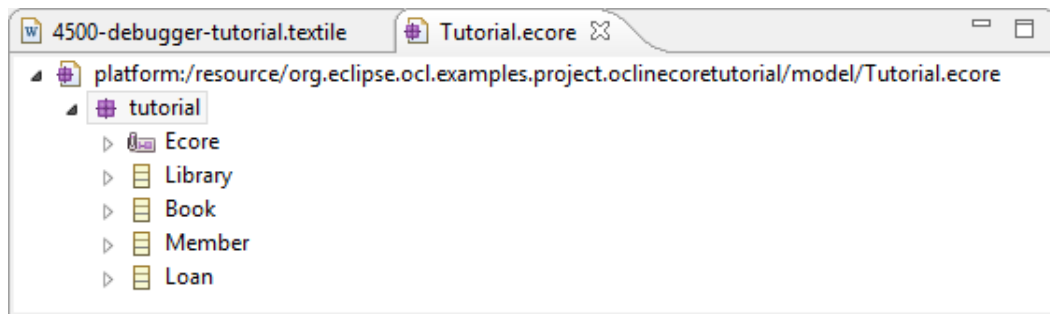 4500-debugger-tutorial.textile Tutorial.ecore
platform:/resource/org.eclipse.ocl.examples.project.oclinecoretutorial/model/Tutorial.ecore
tutorial
Ecore
Library
Book
Member
Loan